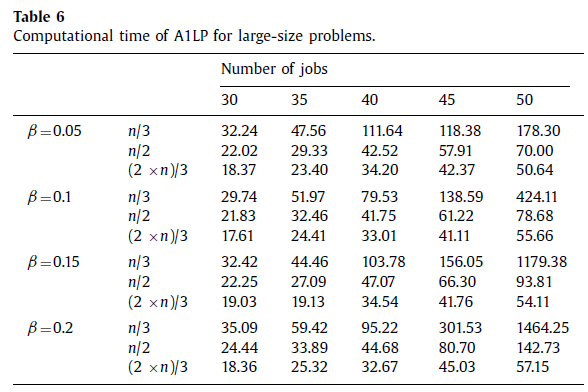 Table 6
Computational time of A1LP for large-size problems.
Number of jobs
30 35 40 45 50
β=0.05 n/3 32.24 47.56 111.64 118.38 178.30
n/2 22.02 29.33 42.52 57.91 70.00
(2 ×n)/3 18.37 23.40 34.20 42.37 50.64
β=0.1 n/3 29.74 51.97 79.53 138.59 424.11
n/2 21.83 32.46 41.75 61.22 78.68
(2 ×n)/3 17.61 24.41 33.01 41.11 55.66
β=0.15 n/3 32.42 44.46 103.78 156.05 1179.38
n/2 22.25 27.09 47.07 66.30 93.81
(2 ×n)/3 19.03 19.13 34.54 41.76 54.11
β=0.2 n/3 35.09 59.42 95.22 301.53 1464.25
n/2 24.44 33.89 44.68 80.70 142.73
(2 ×n)/3 18.36 25.32 32.67 45.03 57.15